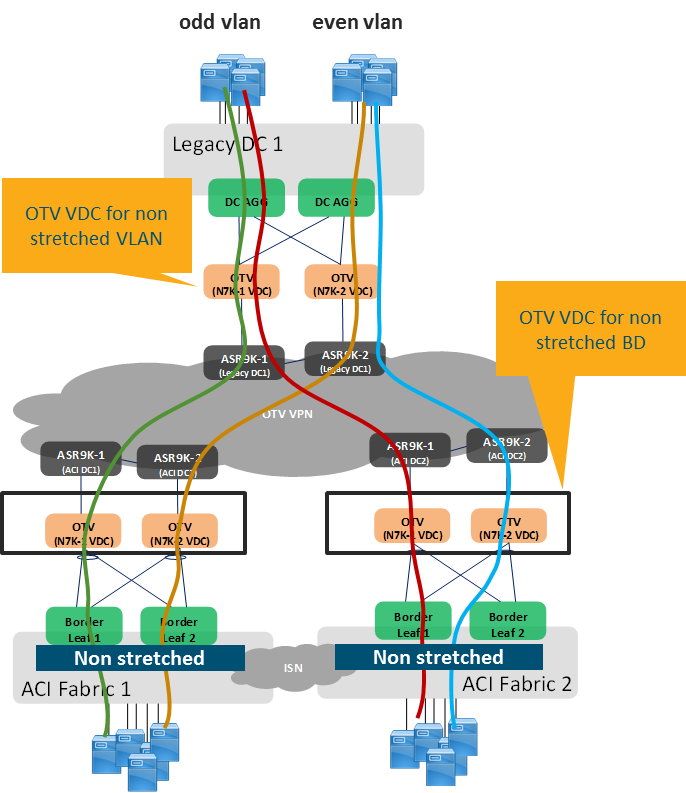 odd vlan
even vlan
Legacy DC 1
DC AGG
DC AGG
OTV VDC for non
stretched VLAN
OTV
(N7K-1 VDC)
OTV
(N7K-2 VDC)
OTV VDC for non
stretched BD
ASR9K-1
(Legacy DC1)
ASR9K-2
(Legacy DC1)
OTV VPN
ASR9K-1
(ACI DC1)
ASR9K-2
(ACI DC1)
ASR9K-1
(ACI DC2)
ASR9K-2
(ACI DC2)
OTV
(N7K-1 VDC)
OTV
(N7K-2 VDC)
OTV
(N7K-1 VDC)
OTV
(N7K-2 VDC)
Border
Leaf 1
Border
Leaf 2
Border
Leaf 1
Border
Leaf 2
Non stretched
Non stretched
ISN
ACI Fabric 1
ACI Fabric 2